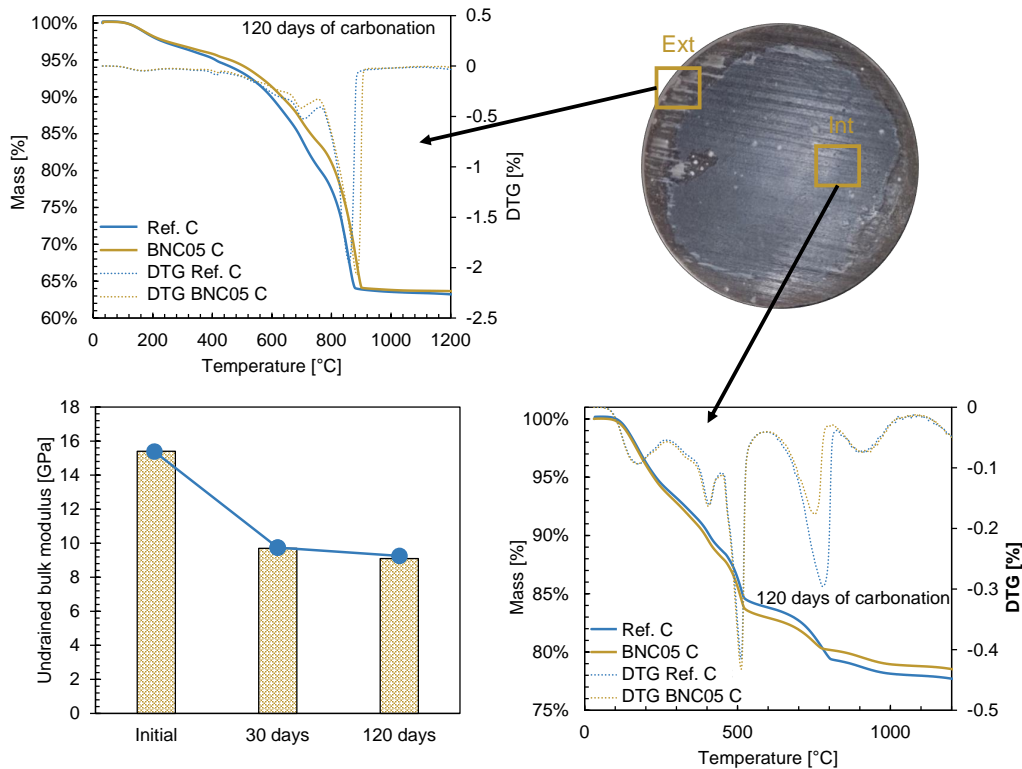 120 days of carbonation
100%
95%
90%
85%
80%
75%
70%
65%
60%
Mass [%]
0.5
0
-0.5
-1
-1.5
-2
-2.5
DTG [%]
Ref. C
BNC05 C
DTG Ref. C
DTG BNC05 C
0 200 400 600 800 1000 1200
Temperature [°C]
Ext
Int
18
16
14
12
10
8
6
4
2
0
Undrained bulk modulus [GPa]
Initial 30 days 120 days
100%
95%
90%
85%
80%
75%
Mass [%]
0
-0.1
-0.2
-0.3
-0.4
-0.5
DTG [%]
120 days of carbonation
Ref. C
BNC05 C
DTG Ref. C
DTG BNC05 C
0 500 1000
Temperature [°C]